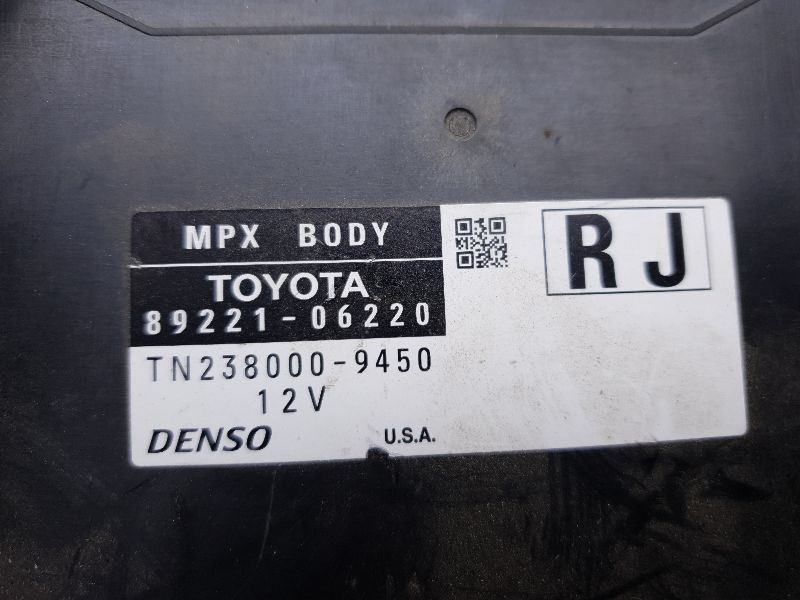 MPX BODY
RJ
TOYOTA
89221-06220
TN238000-9450
12V
DENSO
U.S.A.